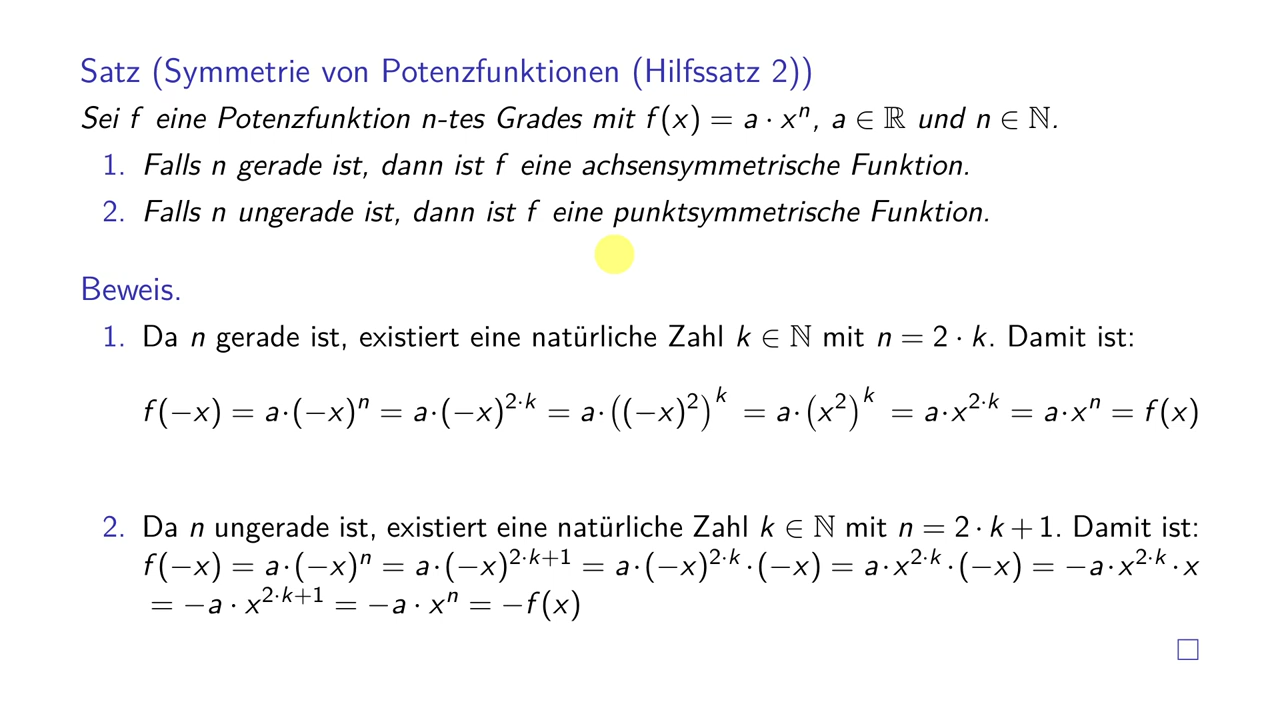 Satz (Symmetrie von Potenzfunktionen (Hilfssatz 2))
Sei f eine Potenzfunktion n-tes Grades mit f(x) = a · xⁿ, a ∈ ℝ und n ∈ ℕ.
1. Falls n gerade ist, dann ist f eine achsensymmetrische Funktion.
2. Falls n ungerade ist, dann ist f eine punktsymmetrische Funktion.
Beweis.
1. Da n gerade ist, existiert eine natürliche Zahl k ∈ ℕ mit n = 2 · k. Damit ist:
f(−x) = a·(−x)^n = a·(−x)^{2·k} = a·((−x)^2)^k = a·(x^2)^k = a·x^{2·k} = a·x^n = f(x)
2. Da n ungerade ist, existiert eine natürliche Zahl k ∈ ℕ mit n = 2 · k + 1. Damit ist:
f(−x) = a·(−x)^n = a·(−x)^{2·k+1} = a·(−x)^{2·k}·(−x) = a·x^{2·k}·(−x) = −a·x^{2·k}·x
= −a · x^{2·k+1} = −a · x^n = −f(x)
□